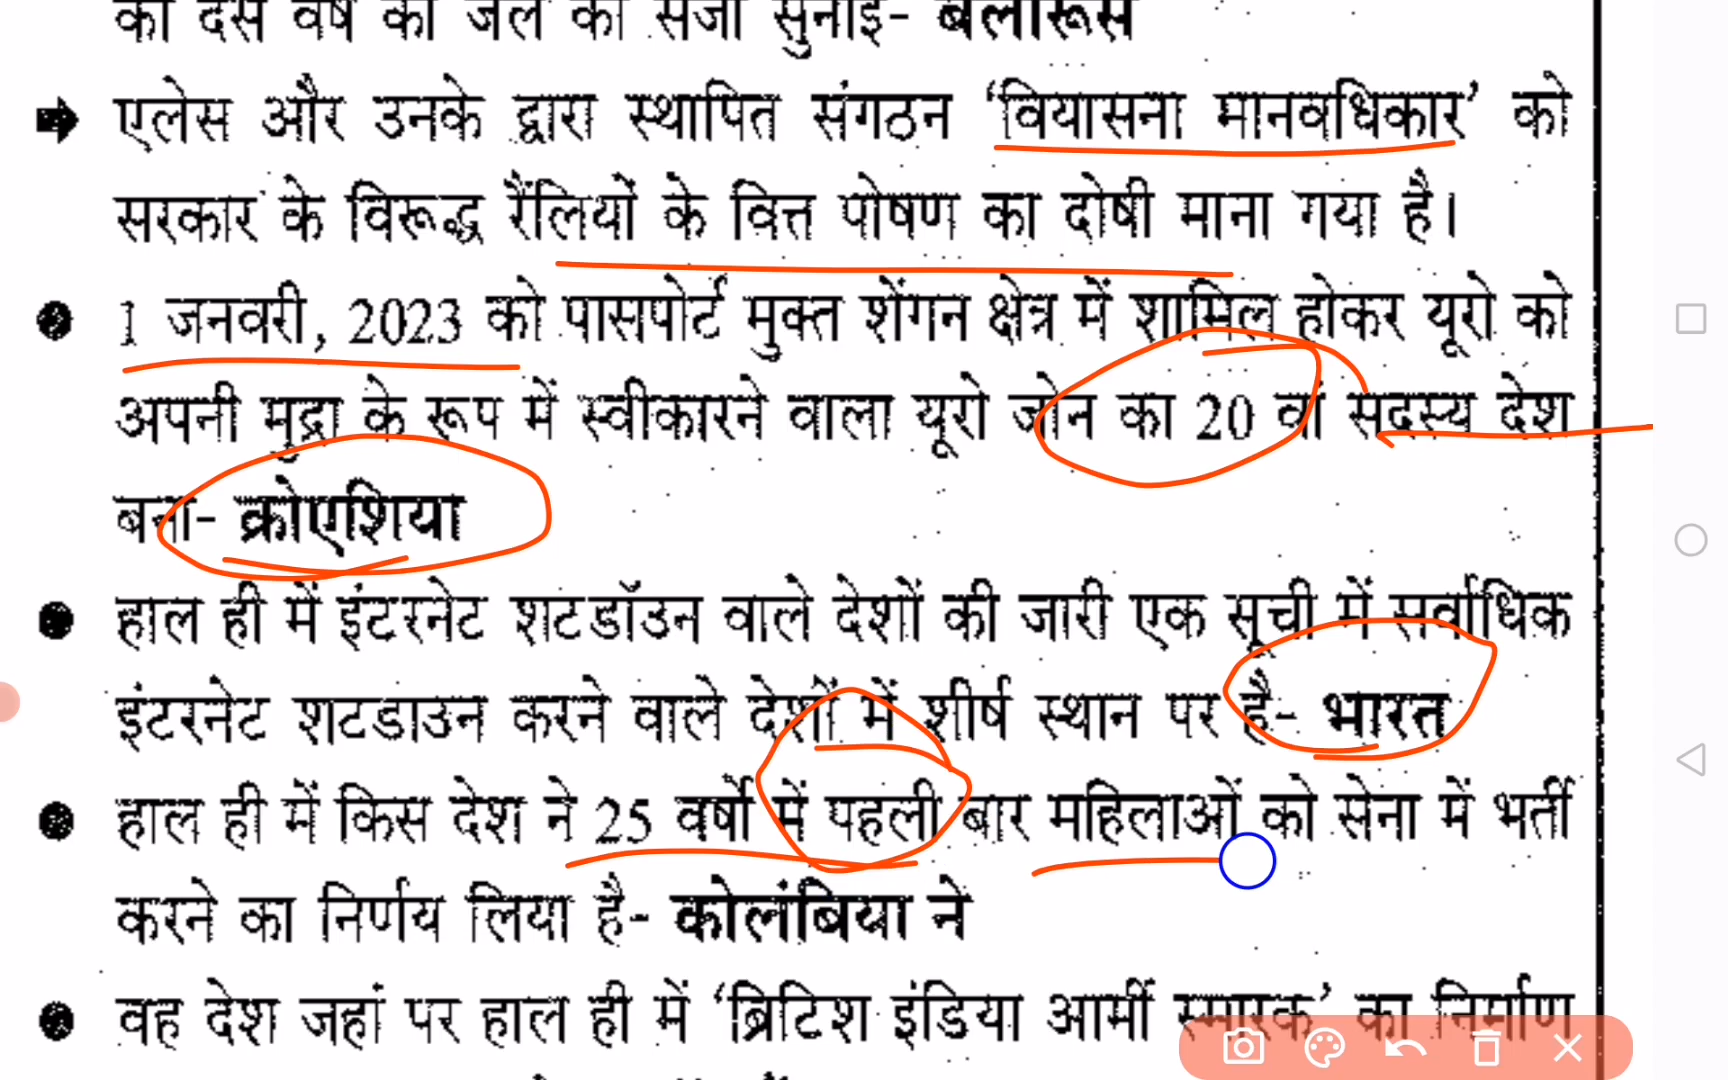 को दस वर्ष की जेल की सजा सुनाई- बेलारूस
एलेस और उनके द्वारा स्थापित संगठन ‘वियासना मानवधिकार’ को
सरकार के विरूद्ध रैंलियों के वित्त पोषण का दोषी माना गया है।
1 जनवरी, 2023 को पासपोर्ट मुक्त शेंगन क्षेत्र में शामिल होकर यूरो को
अपनी मुद्रा के रूप में स्वीकारने वाला यूरो जोन का 20 वां सदस्य देश
बना- क्रोएशिया
हाल ही में इंटरनेट शटडॉउन वाले देशों की जारी एक सूची में सर्वाधिक
इंटरनेट शटडाउन करने वाले देशों में शीर्ष स्थान पर है- भारत
हाल ही में किस देश ने 25 वर्षों में पहली बार महिलाओं को सेना में भर्ती
करने का निर्णय लिया है- कोलंबिया ने
वह देश जहां पर हाल ही में ‘ब्रिटिश इंडिया आर्मी स्मारक’ का निर्माण